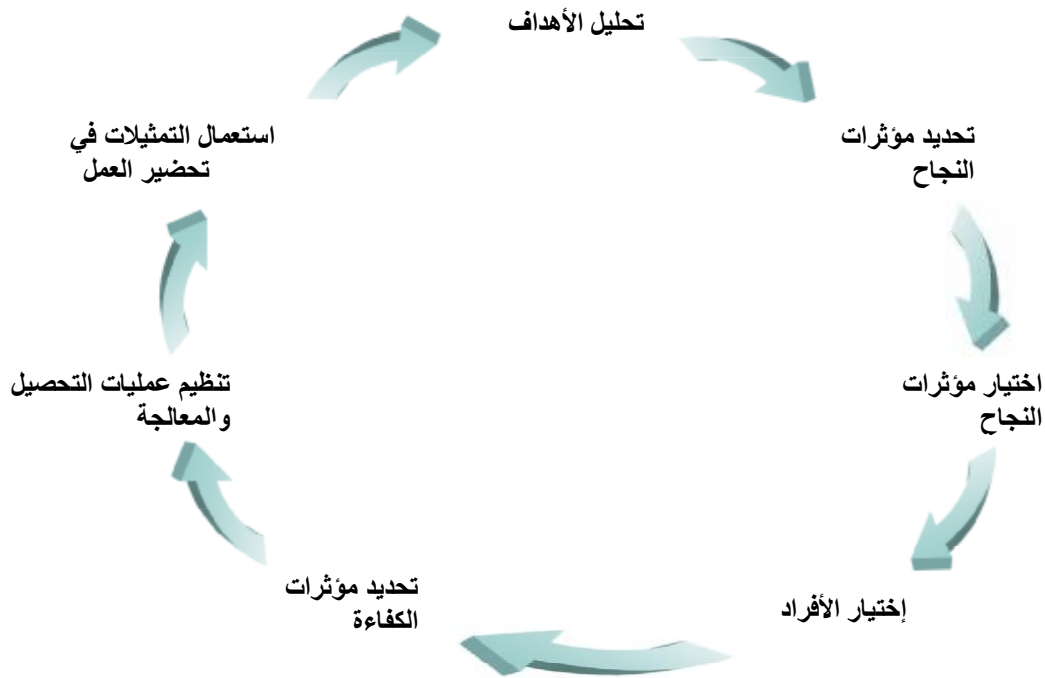 تحليل الأهداف
تحديد مؤثرات
النجاح
اختيار مؤثرات
النجاح
إختيار الأفراد
تحديد مؤثرات
الكفاءة
تنظيم عمليات التحصيل
والمعالجة
استعمال التمثيلات في
تحضير العمل